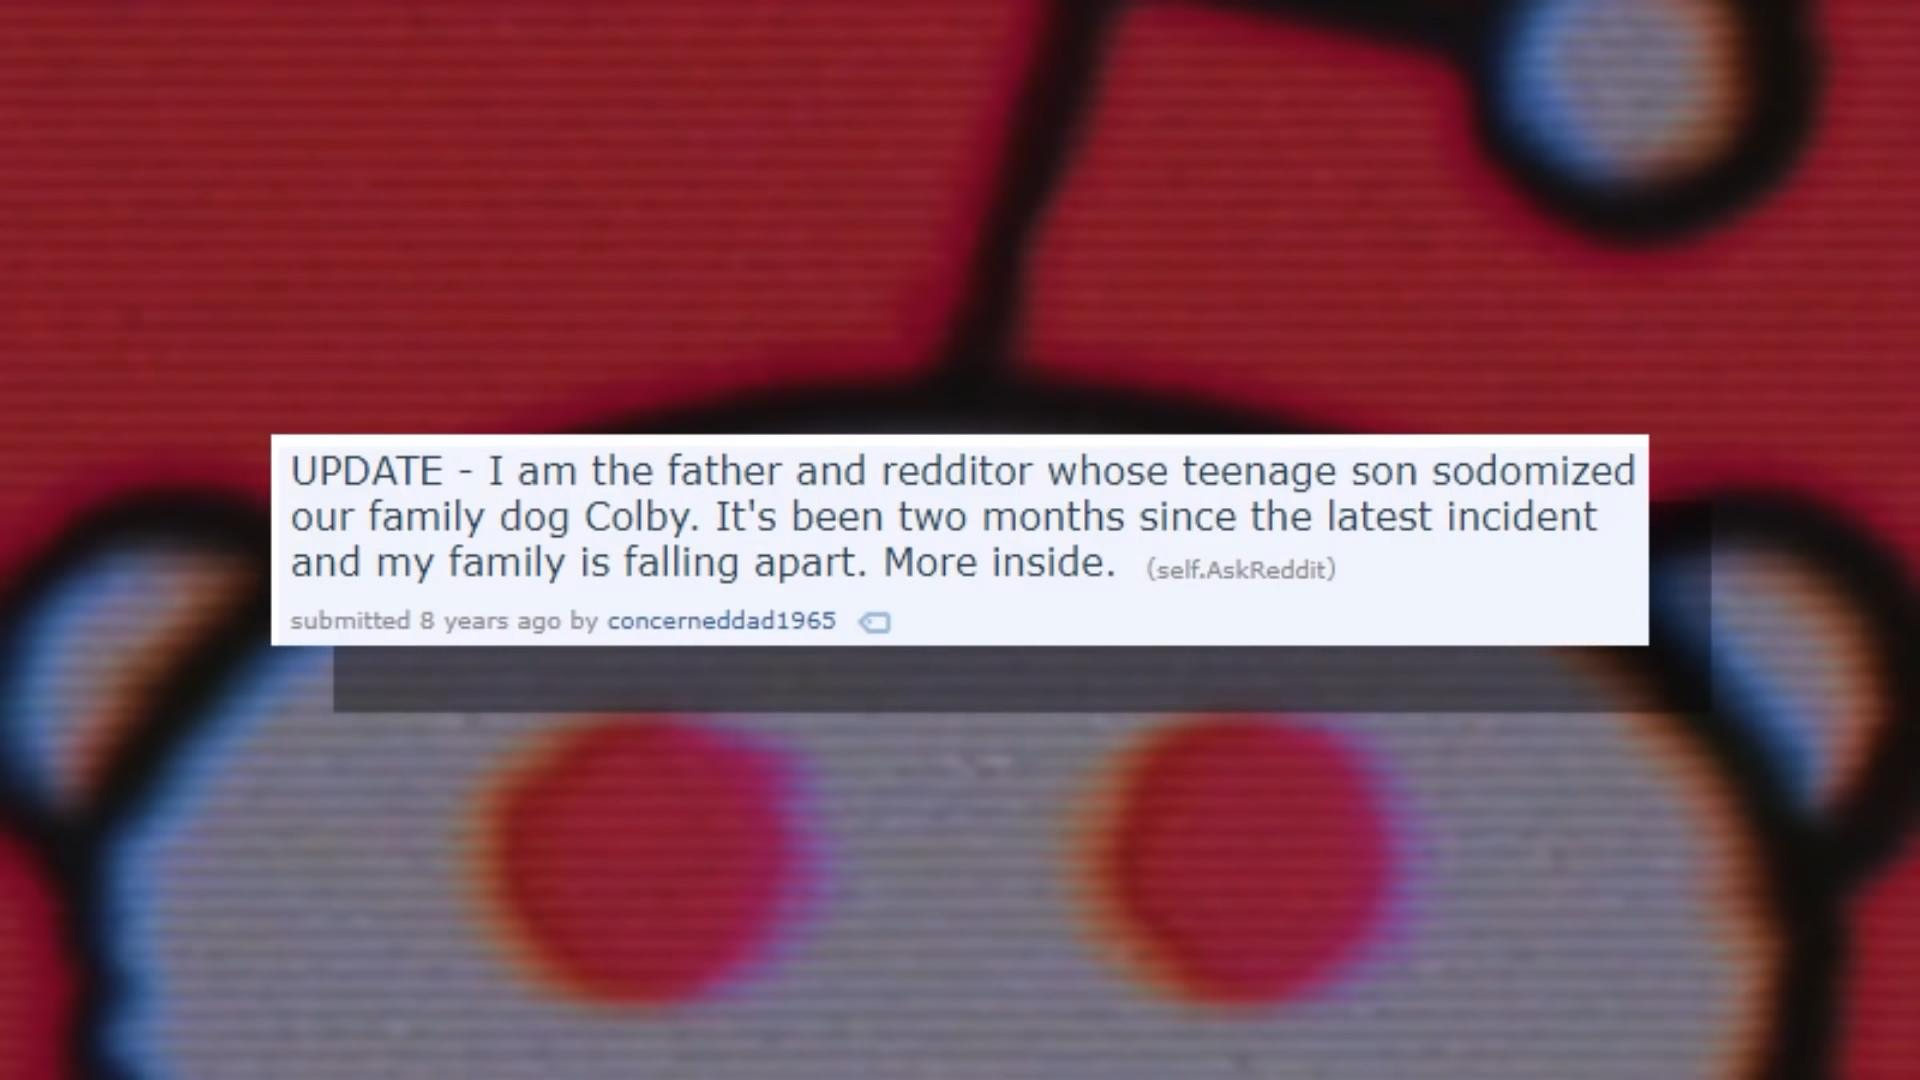 UPDATE - I am the father and redditor whose teenage son sodomized
our family dog Colby. It's been two months since the latest incident
and my family is falling apart. More inside. (self.AskReddit)
submitted 8 years ago by concerneddad1965